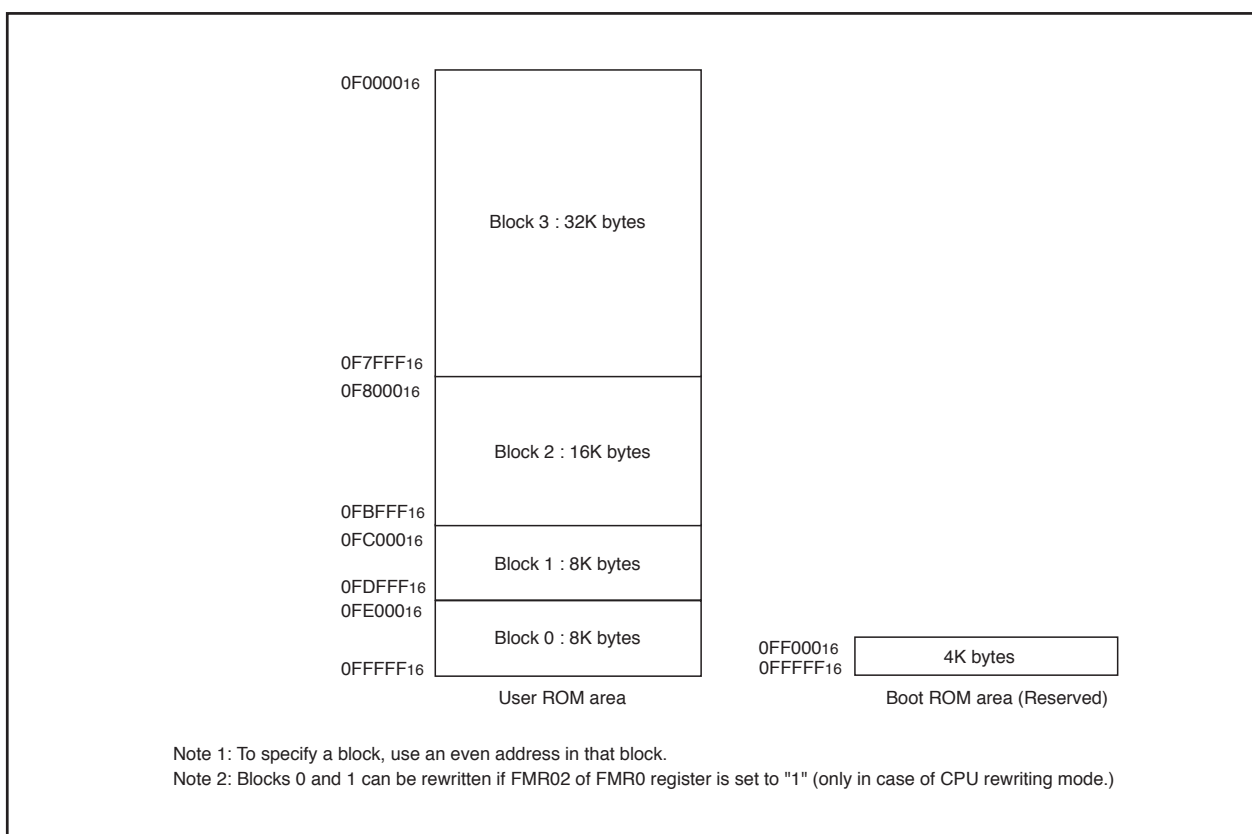 0F000016
Block 3 : 32K bytes
0F7FFF16
0F800016
Block 2 : 16K bytes
0FBFFF16
0FC00016
Block 1 : 8K bytes
0FDFFF16
0FE00016
Block 0 : 8K bytes
0FFFFF16
User ROM area
0FF00016
4K bytes
0FFFFF16
Boot ROM area (Reserved)
Note 1: To specify a block, use an even address in that block.
Note 2: Blocks 0 and 1 can be rewritten if FMR02 of FMR0 register is set to "1" (only in case of CPU rewriting mode.)